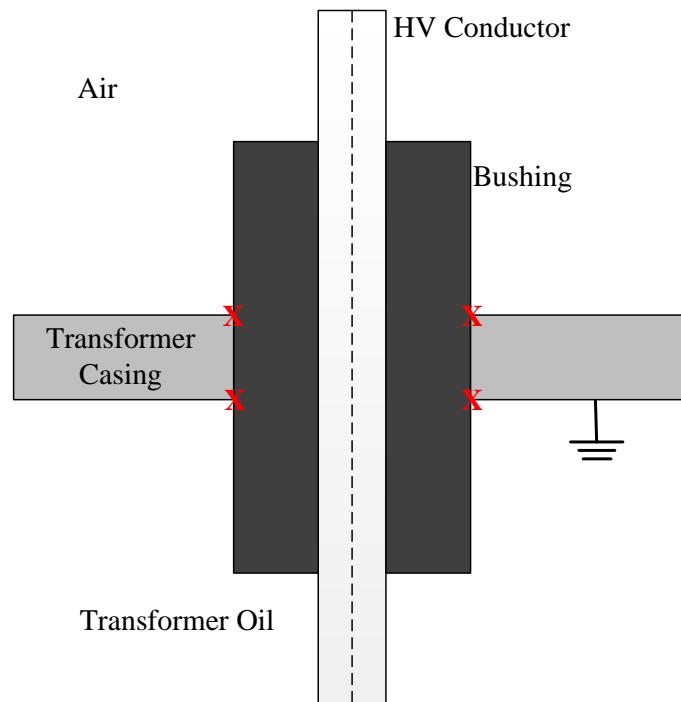 HV Conductor
Air
Bushing
X X
Transformer
Casing
X X
Transformer Oil